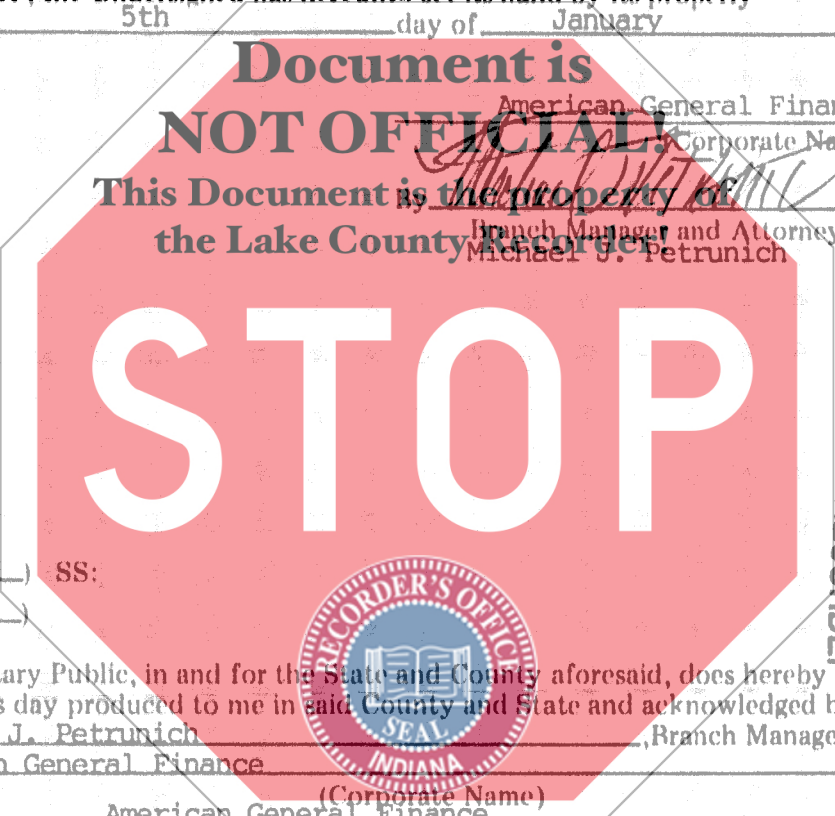 5th day of January
Document is
American General Finan
NOT OFFICIAL!
Corporate Na
This Document is the property of
By
the Lake County Recorder!
Branch Manager and Attorney
Michael J. Petrunich
STOP
) SS:
)
RECORDER'S OFFICE
SEAL
INDIANA
ary Public, in and for the State and County aforesaid, does hereby
s day produced to me in said County and State and acknowledged b
J. Petrunich ,Branch Manage
n General Finance
(Corporate Name)
American General Finance